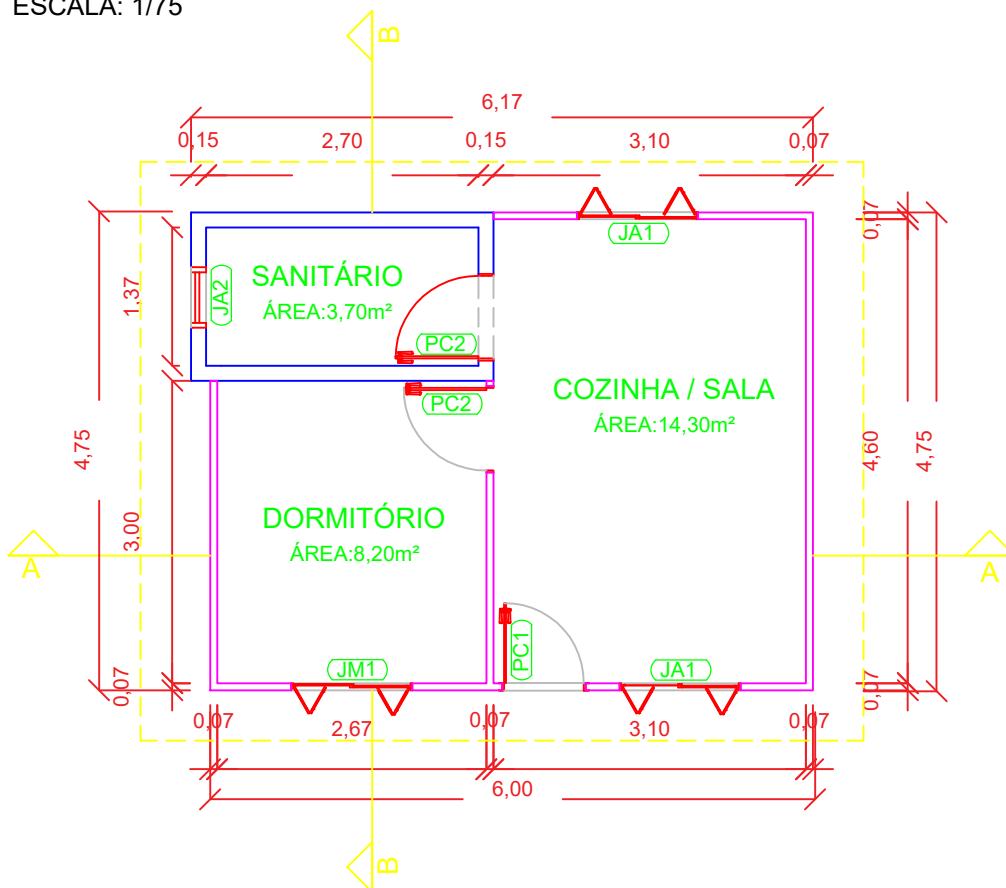 ESCALA: 1/75
B
6,17
0,15 2,70 0,15 3,10 0,07
JA1
0,07
SANITÁRIO
ÁREA:3,70m²
JA2
1,37
PC2
PC2
COZINHA / SALA
ÁREA:14,30m²
4,75
4,60
4,75
3,00
DORMITÓRIO
ÁREA:8,20m²
A
A
PC1
JM1
JA1
0,07
0,07
0,07 2,67 0,07 3,10 0,07
6,00
B